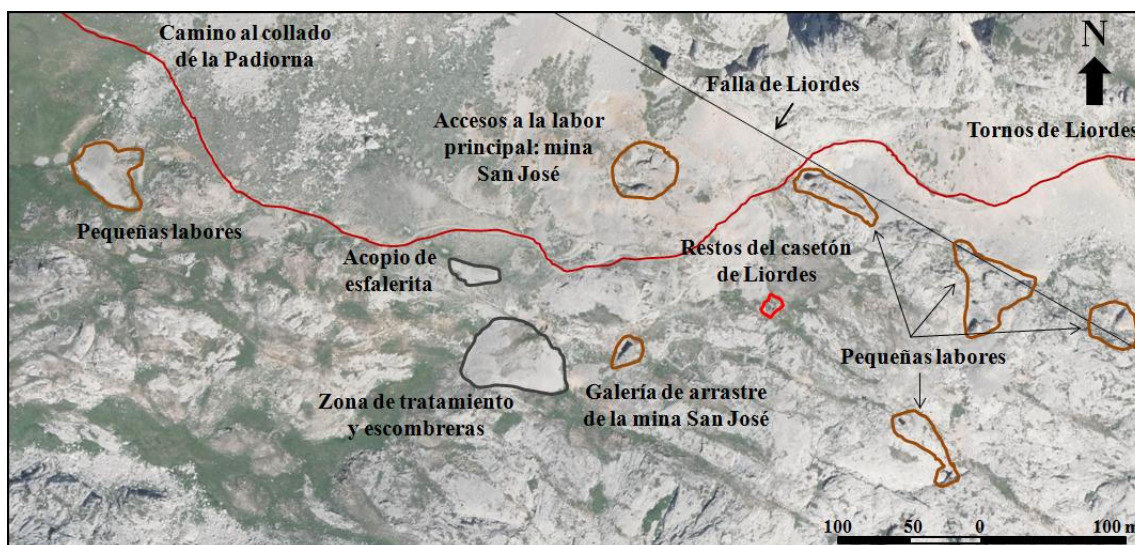 Camino al collado
de la Padiorna
N
Falla de Liordes
Accesos a la labor
principal: mina
San José
Tornos de Liordes
Pequeñas labores
Acopio de
esfalerita
Restos del casetón
de Liordes
Pequeñas labores
Zona de tratamiento
y escombreras
Galería de arrastre
de la mina San José
100 50 0 100 m